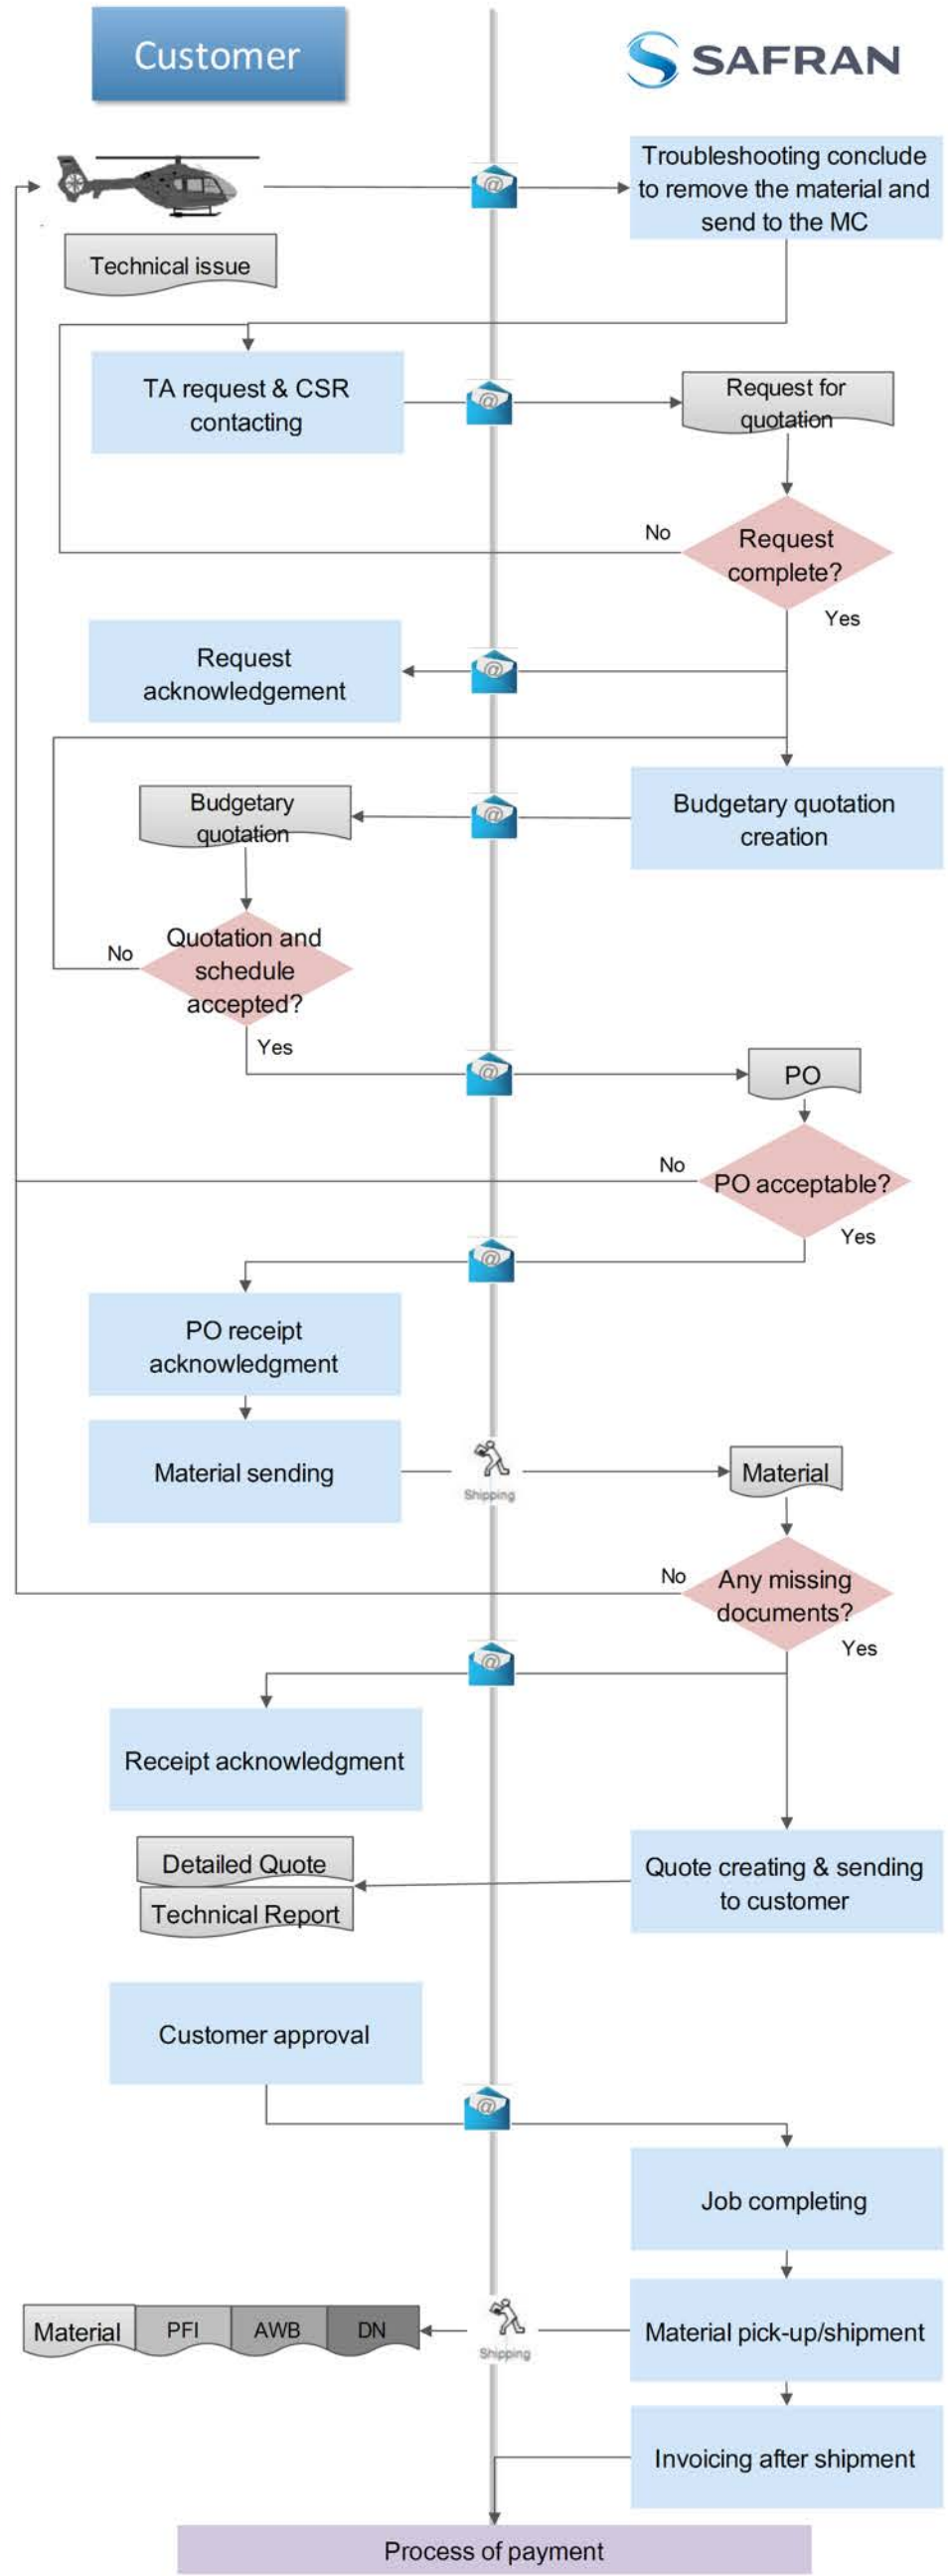 Customer
SAFRAN
Troubleshooting conclude
to remove the material and
send to the MC
@
Technical issue
TA request & CSR
contacting
@
Request for
quotation
No
Request
complete?
Yes
Request
acknowledgement
@
Budgetary
quotation
@
Budgetary quotation
creation
No
Quotation and
schedule
accepted?
Yes
@
PO
No
PO acceptable?
Yes
@
PO receipt
acknowledgment
Material sending
Shipping
Material
No
Any missing
documents?
Yes
@
Receipt acknowledgment
Detailed Quote
Technical Report
Quote creating & sending
to customer
Customer approval
@
Job completing
Material
PFI
AWB
DN
Shipping
Material pick-up/shipment
Invoicing after shipment
Process of payment